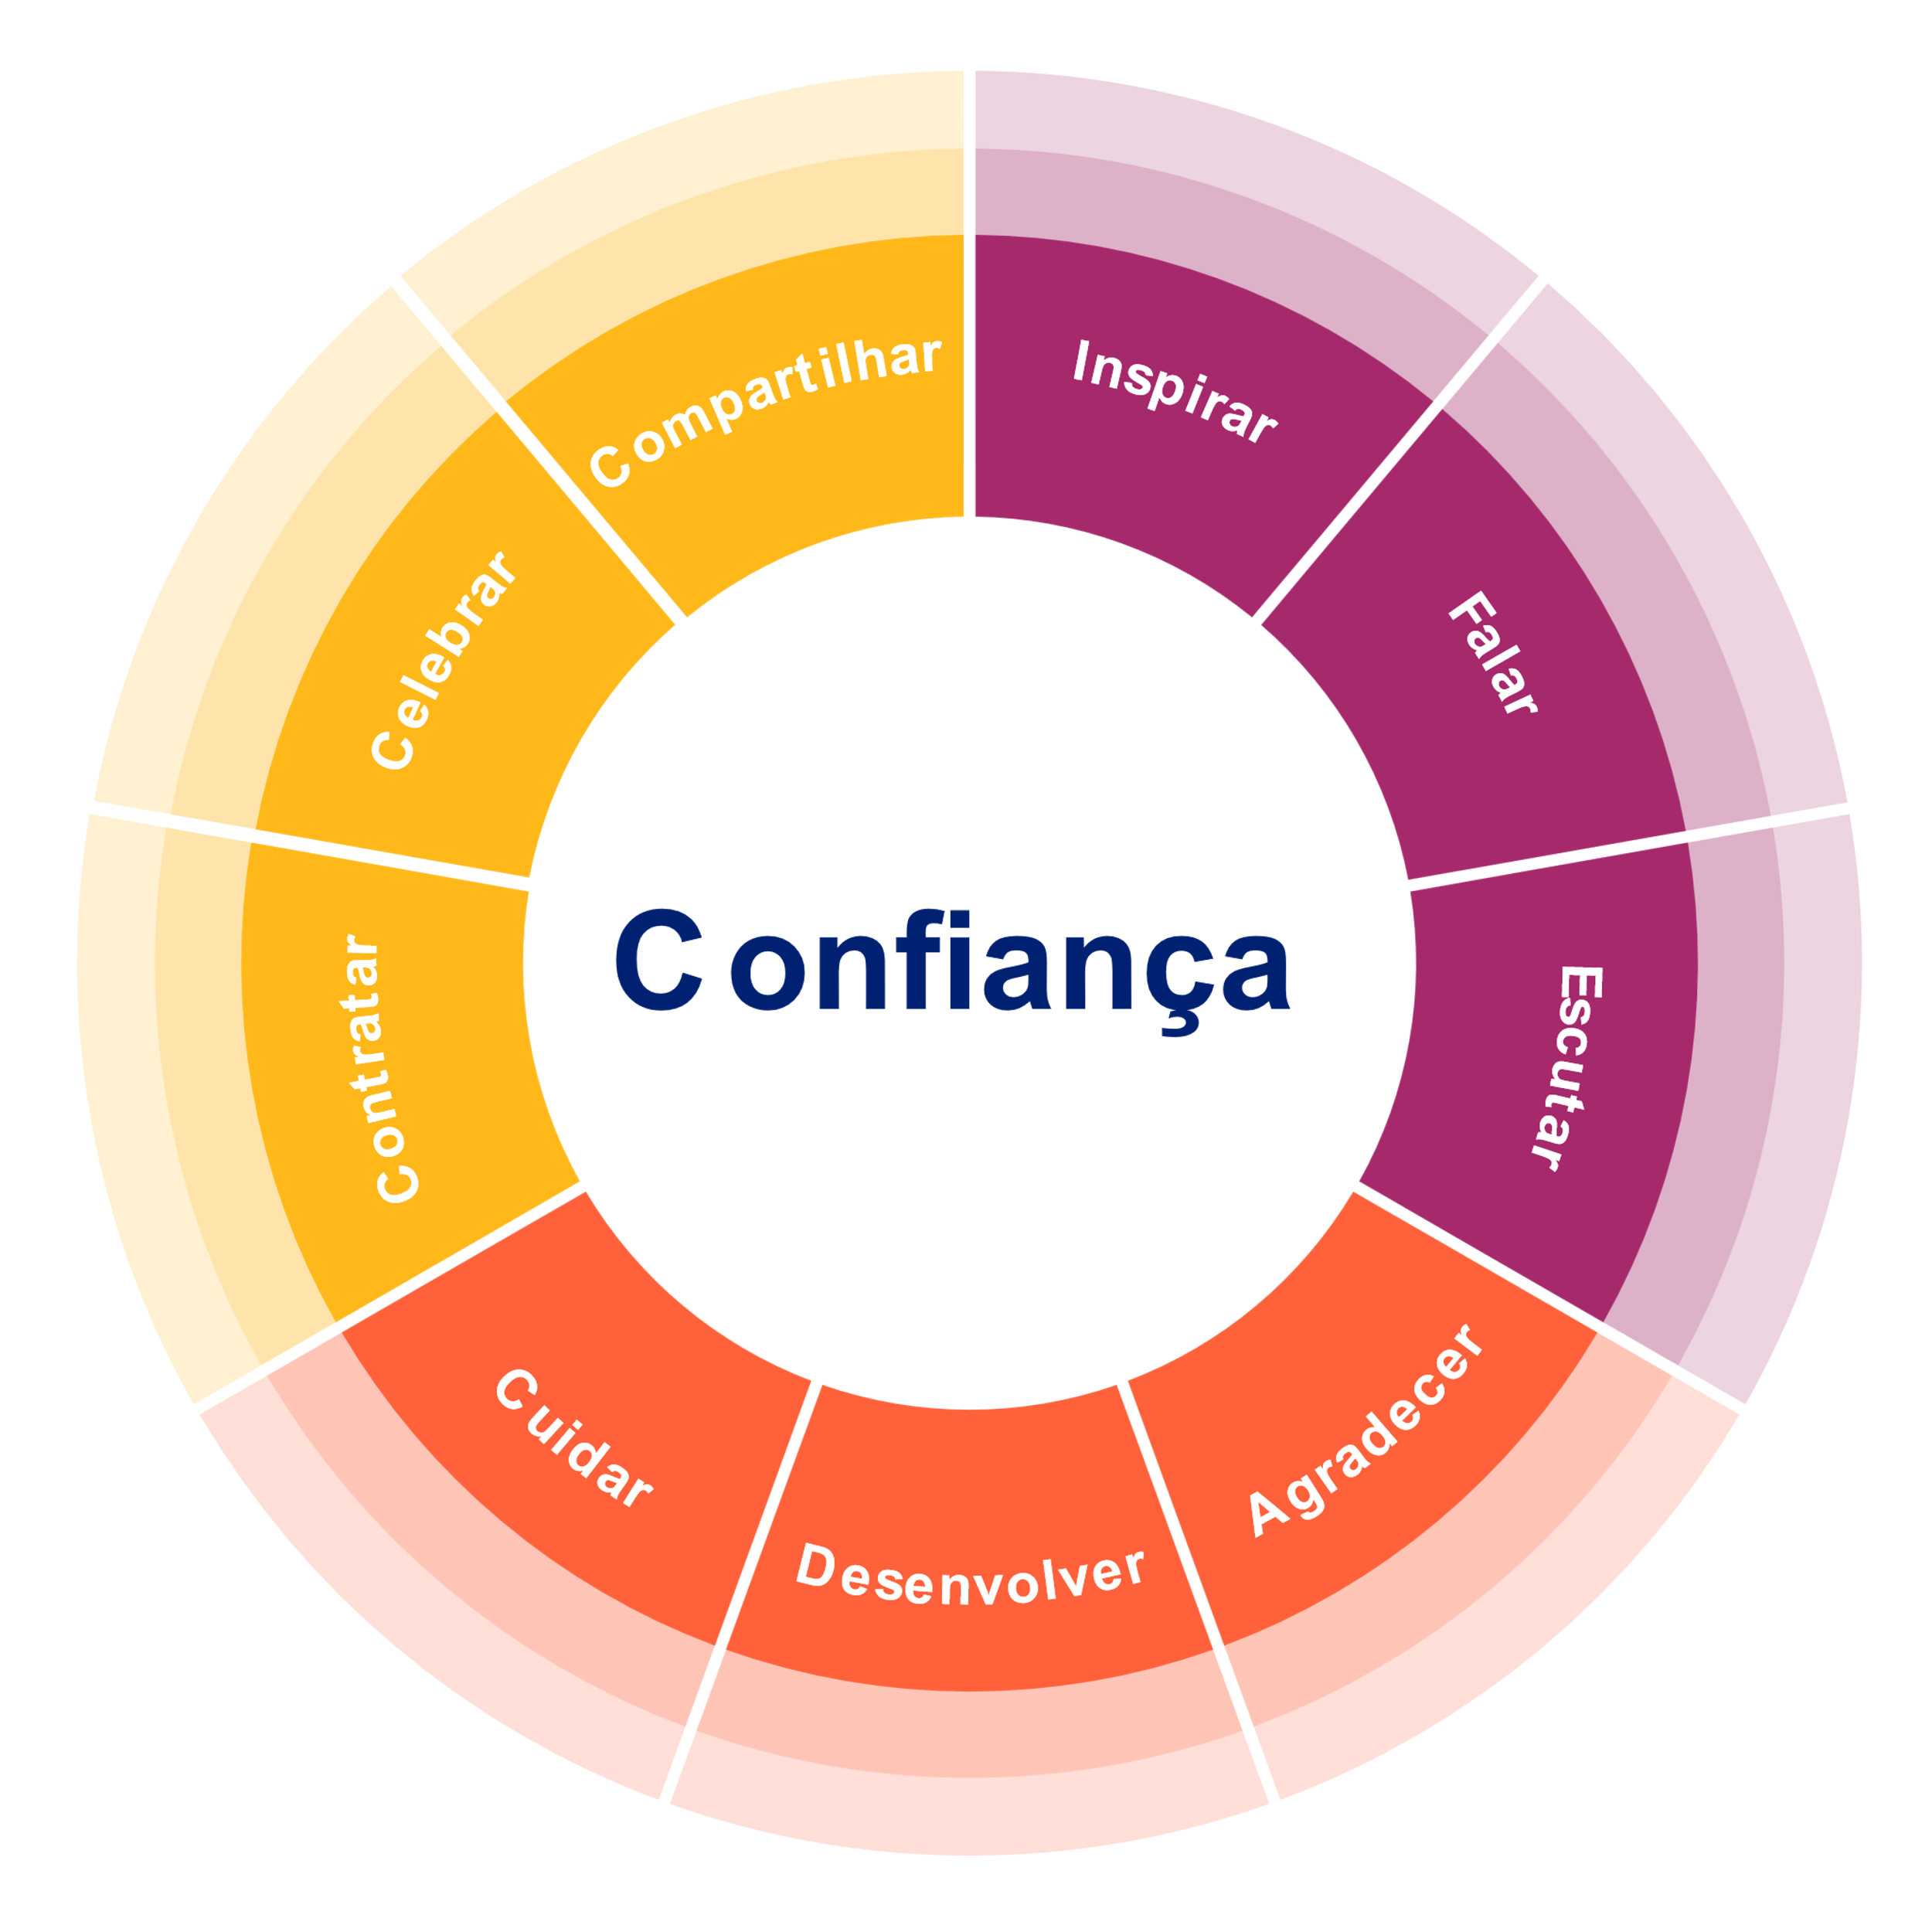 Inspirar
Falar
Escutar
Agradecer
Desenvolver
Cuidar
Contratar
Celebrar
Compartilhar
Confiança